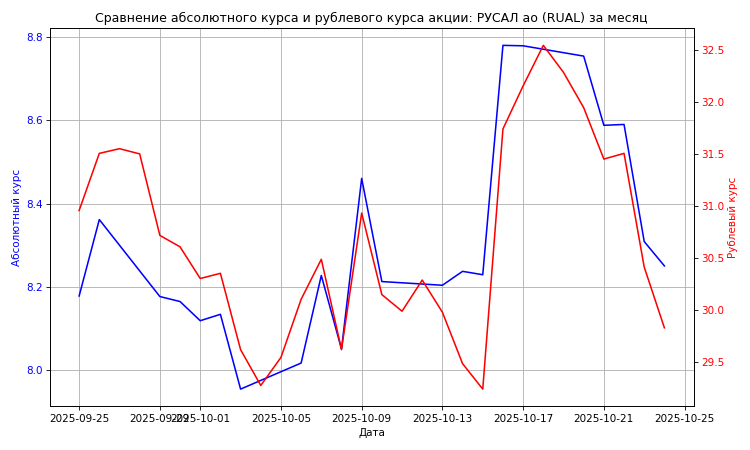 Сравнение абсолютного курса и рублевого курса акции: РУСАЛ ао (RUAL) за месяц
8.8
8.6
8.4
8.2
8.0
Абсолютный курс
32.5
32.0
31.5
31.0
30.5
30.0
29.5
Рублевый курс
2025-09-25 2025-09-29 2025-10-01 2025-10-05 2025-10-09 2025-10-13 2025-10-17 2025-10-21 2025-10-25
Дата